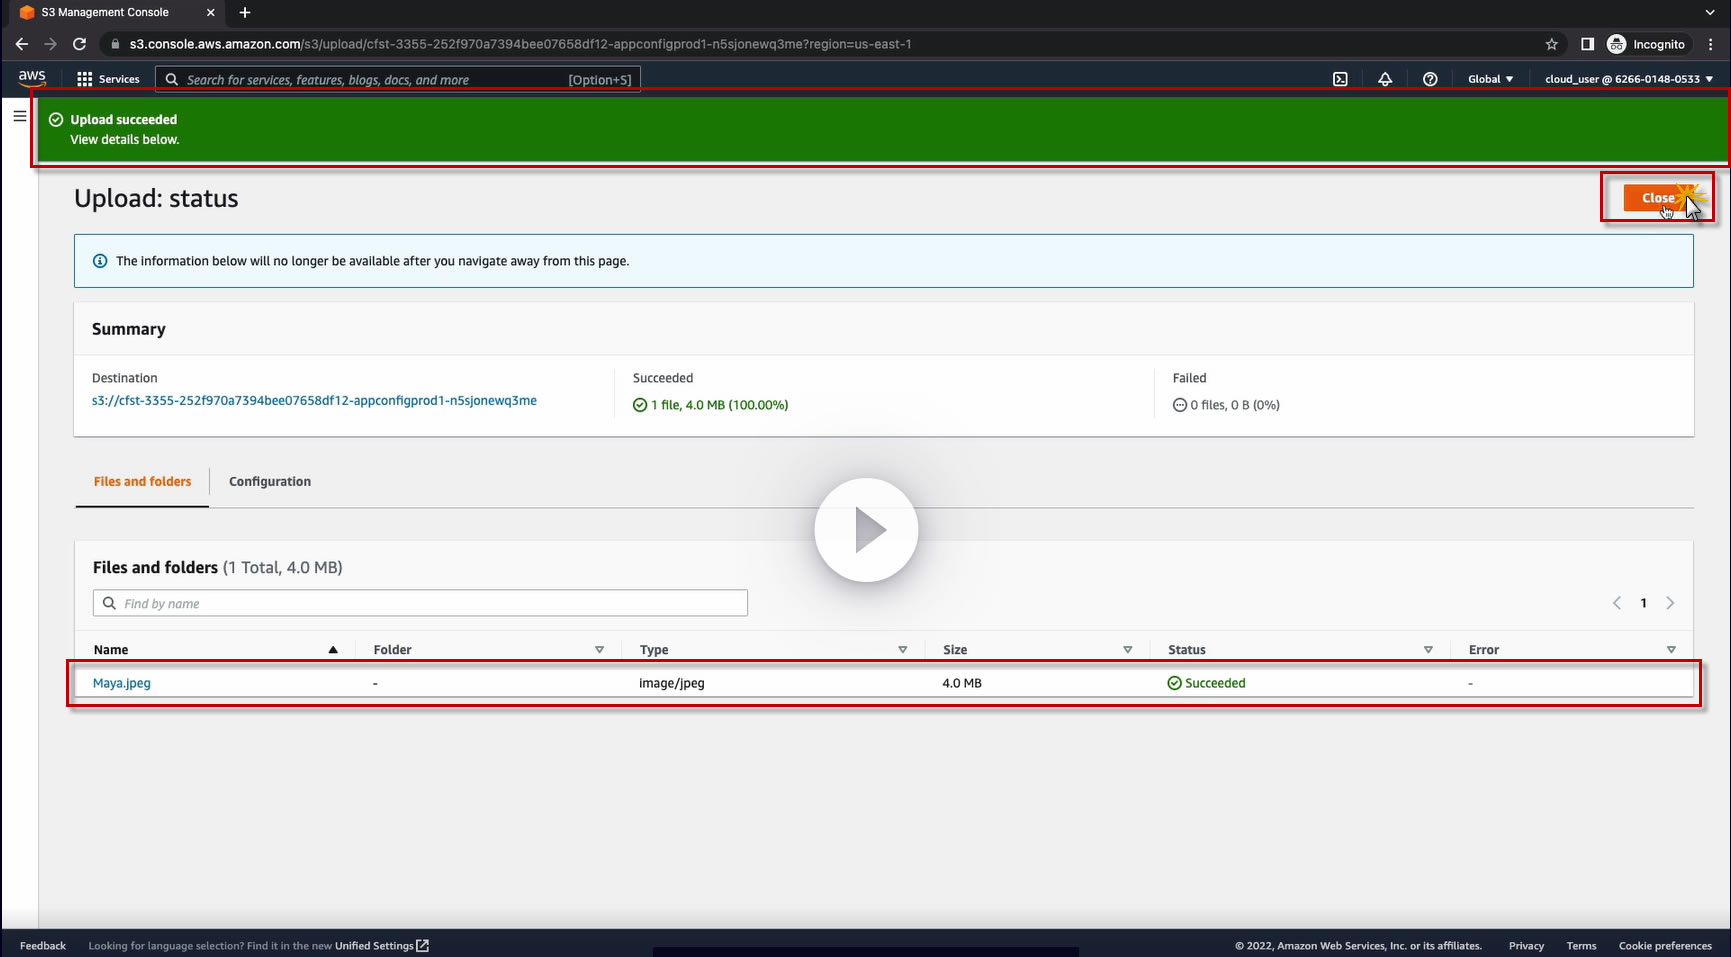 S3 Management Console
s3.console.aws.amazon.com/s3/upload/cfst-3355-252f970a7394bee07658df12-appconfigprod1-n5sjonewq3me?region=us-east-1
Incognito
aws
Services
Search for services, features, blogs, docs, and more [Option+S]
Global
cloud_user @ 6266-0148-0533
Upload succeeded
View details below.
Upload: status
Close
The information below will no longer be available after you navigate away from this page.
Summary
Destination
s3://cfst-3355-252f970a7394bee07658df12-appconfigprod1-n5sjonewq3me
Succeeded
1 file, 4.0 MB (100.00%)
Failed
0 files, 0 B (0%)
Files and folders
Configuration
Files and folders (1 Total, 4.0 MB)
Find by name
1
Name Folder Type Size Status Error
Maya.jpeg - image/jpeg 4.0 MB Succeeded -
Feedback
Looking for language selection? Find it in the new Unified Settings
© 2022, Amazon Web Services, Inc. or its affiliates.
Privacy
Terms
Cookie preferences